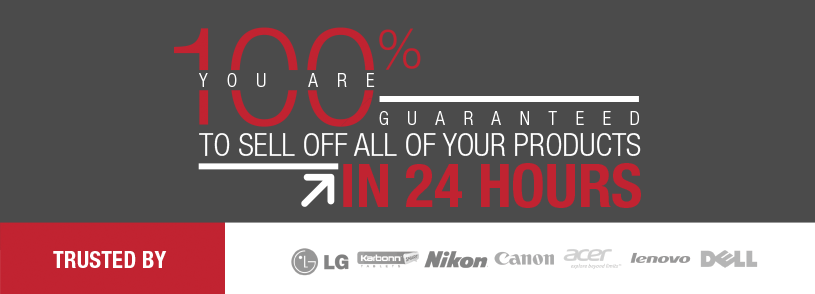 100%
YOU ARE
GUARANTEED
TO SELL OFF ALL OF YOUR PRODUCTS
IN 24 HOURS
TRUSTED BY
LG Karbonn TABLETS Nikon Canon acer lenovo DELL